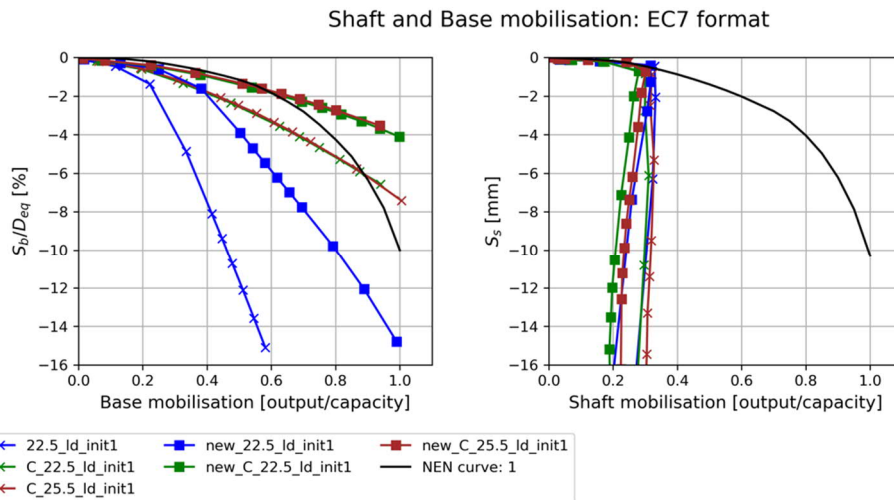 Shaft and Base mobilisation: EC7 format
0
−2
−4
−6
−8
−10
−12
−14
−16
S_b/D_eq [%]
0.0 0.2 0.4 0.6 0.8 1.0
Base mobilisation [output/capacity]
0
−2
−4
−6
−8
−10
−12
−14
−16
S_s [mm]
0.0 0.2 0.4 0.6 0.8 1.0
Shaft mobilisation [output/capacity]
22.5_ld_init1 new_22.5_ld_init1 new_C_25.5_ld_init1
C_22.5_ld_init1 new_C_22.5_ld_init1 NEN curve: 1
C_25.5_ld_init1